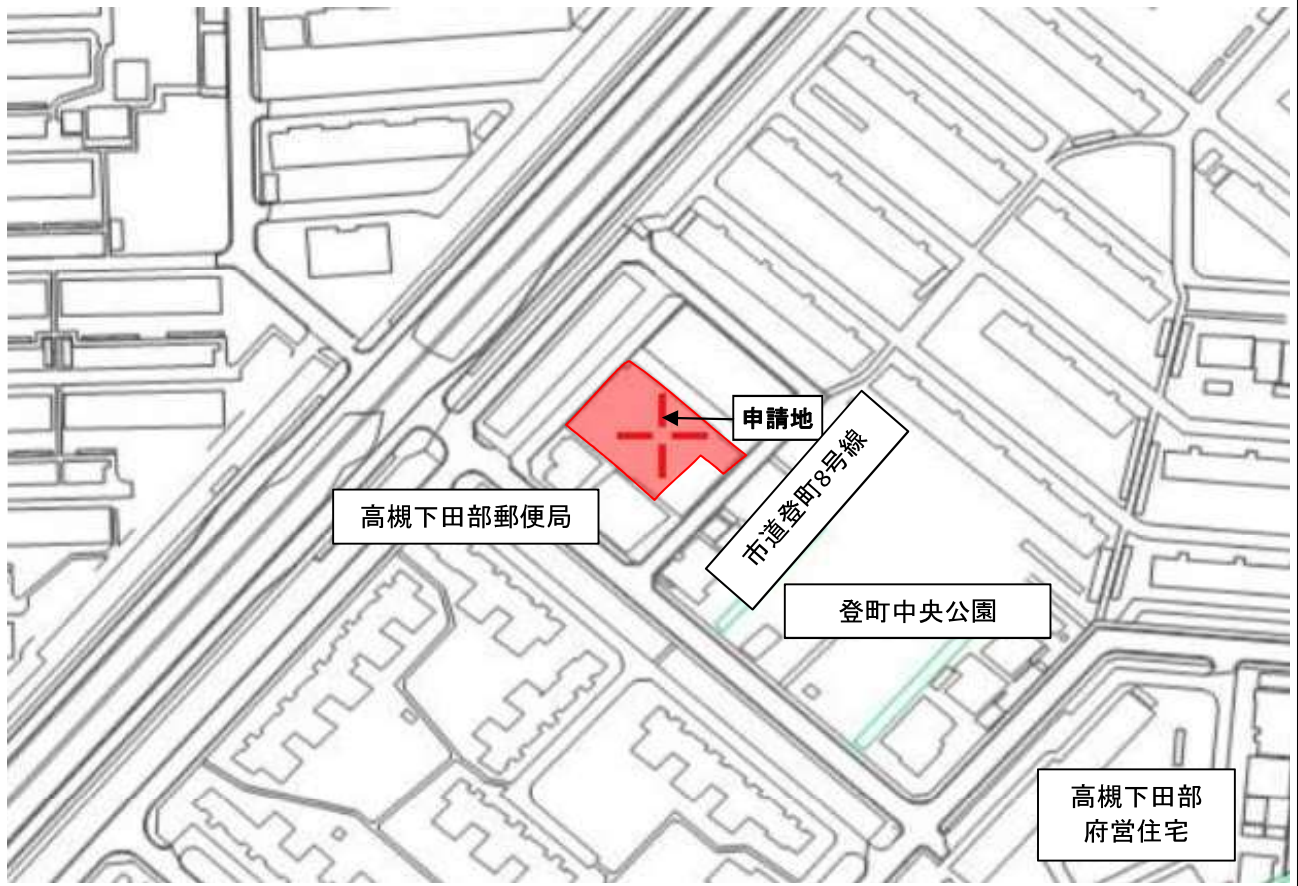 申請地
市道登町8号線
高槻下田部郵便局
登町中央公園
高槻下田部
府営住宅